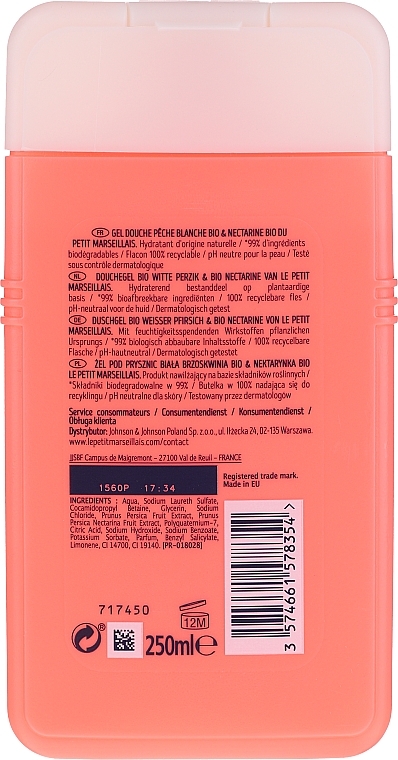 FR GEL DOUCHE PÊCHE BLANCHE BIO & NECTARINE BIO DU
PETIT MARSEILLAIS. Hydratant d'origine naturelle / *99% d'ingrédients
biodégradables / Flacon 100% recyclable / pH neutre pour la peau / Testé
sous contrôle dermatologique
NL DOUCHEGEL BIO WITTE PERZIK & BIO NECTARINE VAN LE PETIT
MARSEILLAIS. Hydraterend bestanddeel op plantaardige
basis / *99% bioafbreekbare ingrediënten / 100% recyclebare fles /
pH-neutraal voor de huid / Dermatologisch getest
DE DUSCHGEL BIO WEISSER PFIRSICH & BIO NEKTARINE VON LE PETIT
MARSEILLAIS. Mit feuchtigkeitsspendenden Wirkstoffen pflanzlichen
Ursprungs / *99% biologisch abbaubare Inhaltsstoffe / 100% recyclebare
Flasche / pH-hautneutral / Dermatologisch getestet
PL ŻEL POD PRYSZNIC BIAŁA BRZOSKWINIA BIO & NEKTARYNKA BIO
LE PETIT MARSEILLAIS. Produkt nawilżający na bazie składników roślinnych /
*Składniki biodegradowalne w 99% / Butelka w 100% nadająca się do
recyklingu / pH neutralne dla skóry / Testowany przez dermatologów
Service consommateurs / Consumentendienst / Konsumentendienst /
Obługa klienta
Dystrybutor: Johnson & Johnson Poland Sp. z.o.o., ul. Iłżecka 24, 02-135 Warszawa.
www.lepetitmarseillais.com/contact
JJSBF Campus de Maigremont – 27100 Val de Reuil – FRANCE
1560P 17:34
Registered trade mark.
Made in EU
INGREDIENTS : Aqua, Sodium Laureth Sulfate,
Cocamidopropyl Betaine, Glycerin, Sodium
Chloride, Prunus Persica Fruit Extract, Prunus
Persica Nectarina Fruit Extract, Polyquaternium-7,
Citric Acid, Sodium Hydroxide, Sodium Benzoate,
Potassium Sorbate, Parfum, Benzyl Salicylate,
Limonene, CI 14700, CI 19140. [PR-018028]
717450
12M
250ml e
3 574661 578354 >